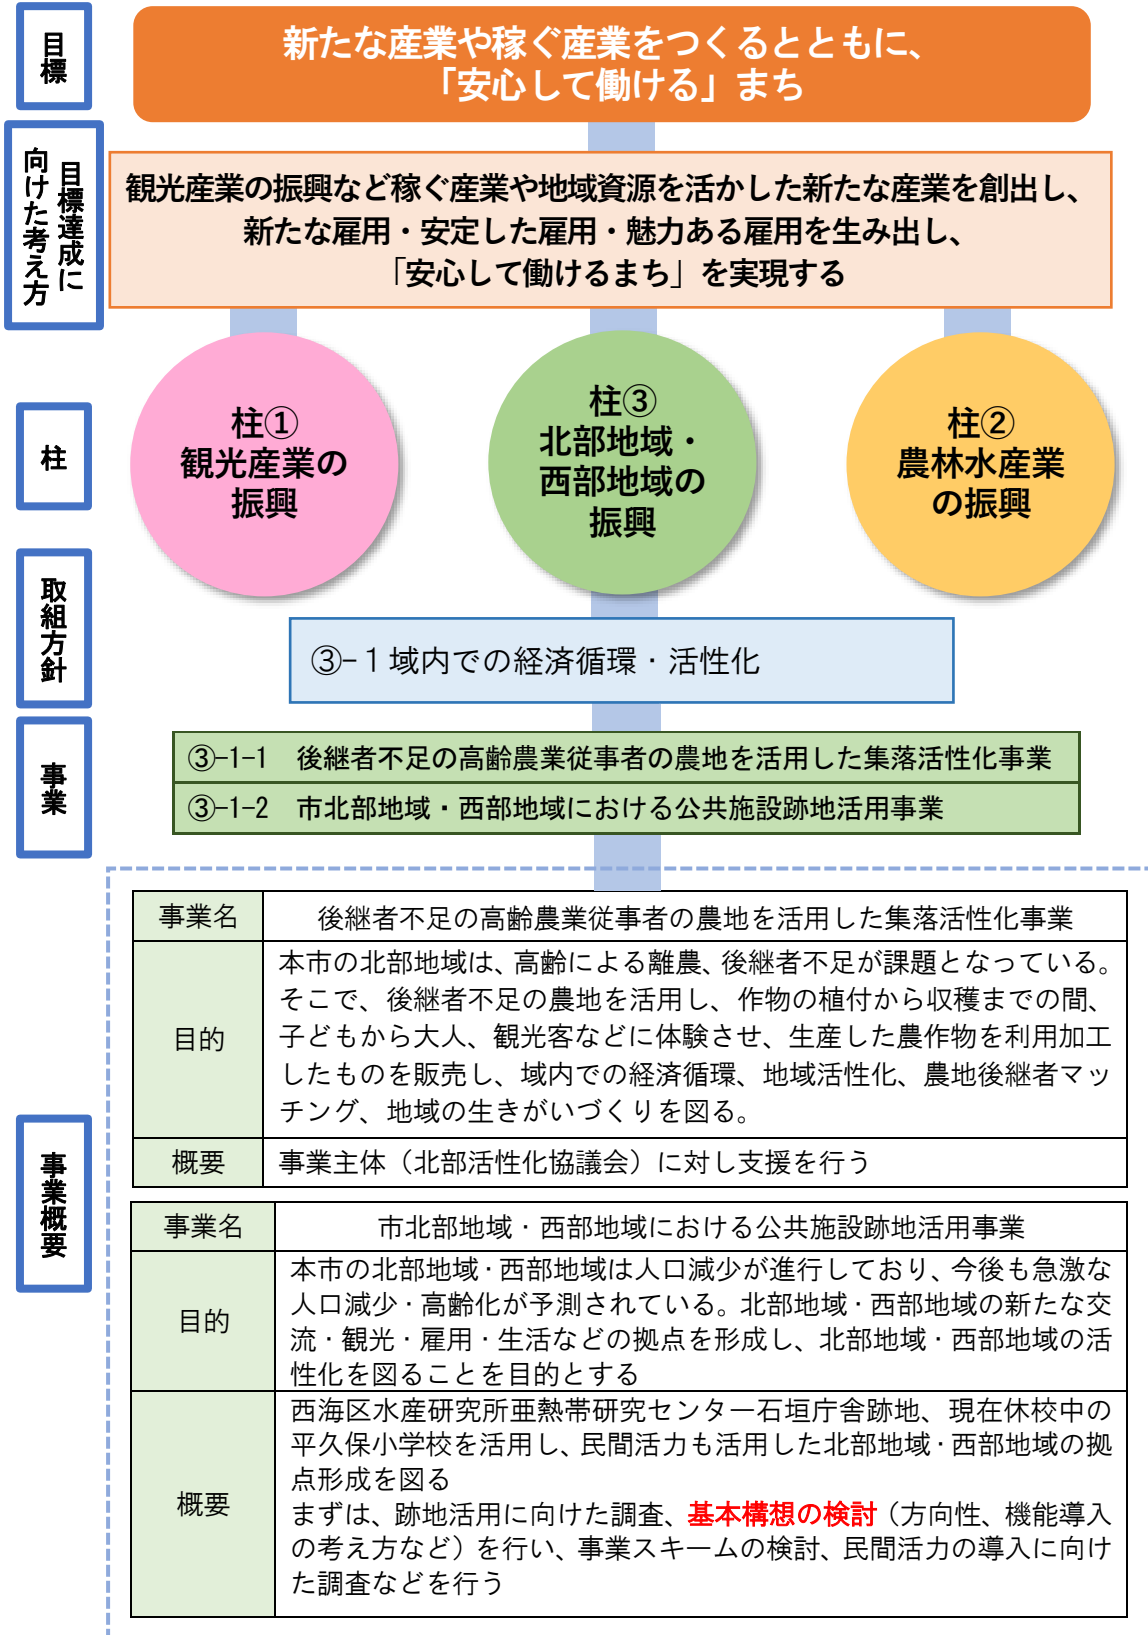 目標
新たな産業や稼ぐ産業をつくるとともに、
「安心して働ける」まち
目標達成に
向けた考え方
観光産業の振興など稼ぐ産業や地域資源を活かした新たな産業を創出し、
新たな雇用・安定した雇用・魅力ある雇用を生み出し、
「安心して働けるまち」を実現する
柱
柱①
観光産業の
振興
柱③
北部地域・
西部地域の
振興
柱②
農林水産業
の振興
取組方針
③-１域内での経済循環・活性化
事業
③-1-1　後継者不足の高齢農業従事者の農地を活用した集落活性化事業
③-1-2　市北部地域・西部地域における公共施設跡地活用事業
事業概要
事業名
後継者不足の高齢農業従事者の農地を活用した集落活性化事業
目的
本市の北部地域は、高齢による離農、後継者不足が課題となっている。
そこで、後継者不足の農地を活用し、作物の植付から収穫までの間、
子どもから大人、観光客などに体験させ、生産した農作物を利用加工
したものを販売し、域内での経済循環、地域活性化、農地後継者マッ
チング、地域の生きがいづくりを図る。
概要
事業主体（北部活性化協議会）に対し支援を行う
事業名
市北部地域・西部地域における公共施設跡地活用事業
目的
本市の北部地域・西部地域は人口減少が進行しており、今後も急激な
人口減少・高齢化が予測されている。北部地域・西部地域の新たな交
流・観光・雇用・生活などの拠点を形成し、北部地域・西部地域の活
性化を図ることを目的とする
概要
西海区水産研究所亜熱帯研究センター石垣庁舎跡地、現在休校中の
平久保小学校を活用し、民間活力も活用した北部地域・西部地域の拠
点形成を図る
まずは、跡地活用に向けた調査、基本構想の検討（方向性、機能導入
の考え方など）を行い、事業スキームの検討、民間活力の導入に向け
た調査などを行う